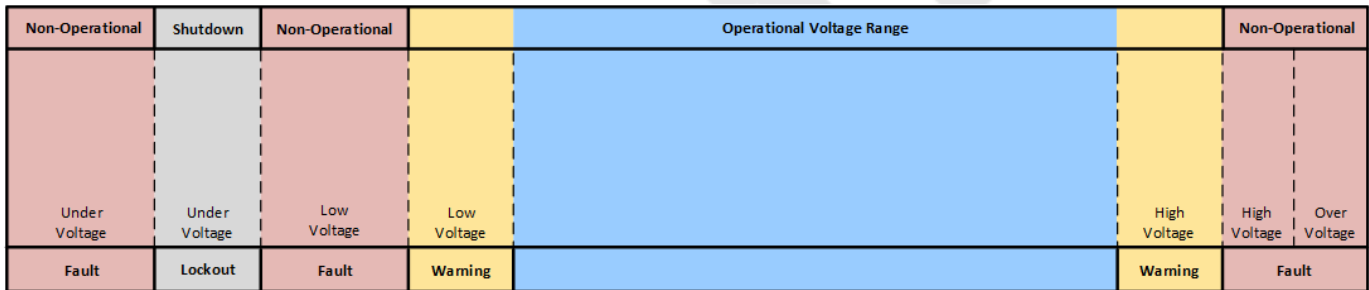 Non-Operational Shutdown Non-Operational Operational Voltage Range Non-Operational
Under Voltage
Under Voltage
Low Voltage
Low Voltage
High Voltage
High Voltage
Over Voltage
Fault Lockout Fault Warning Warning Fault